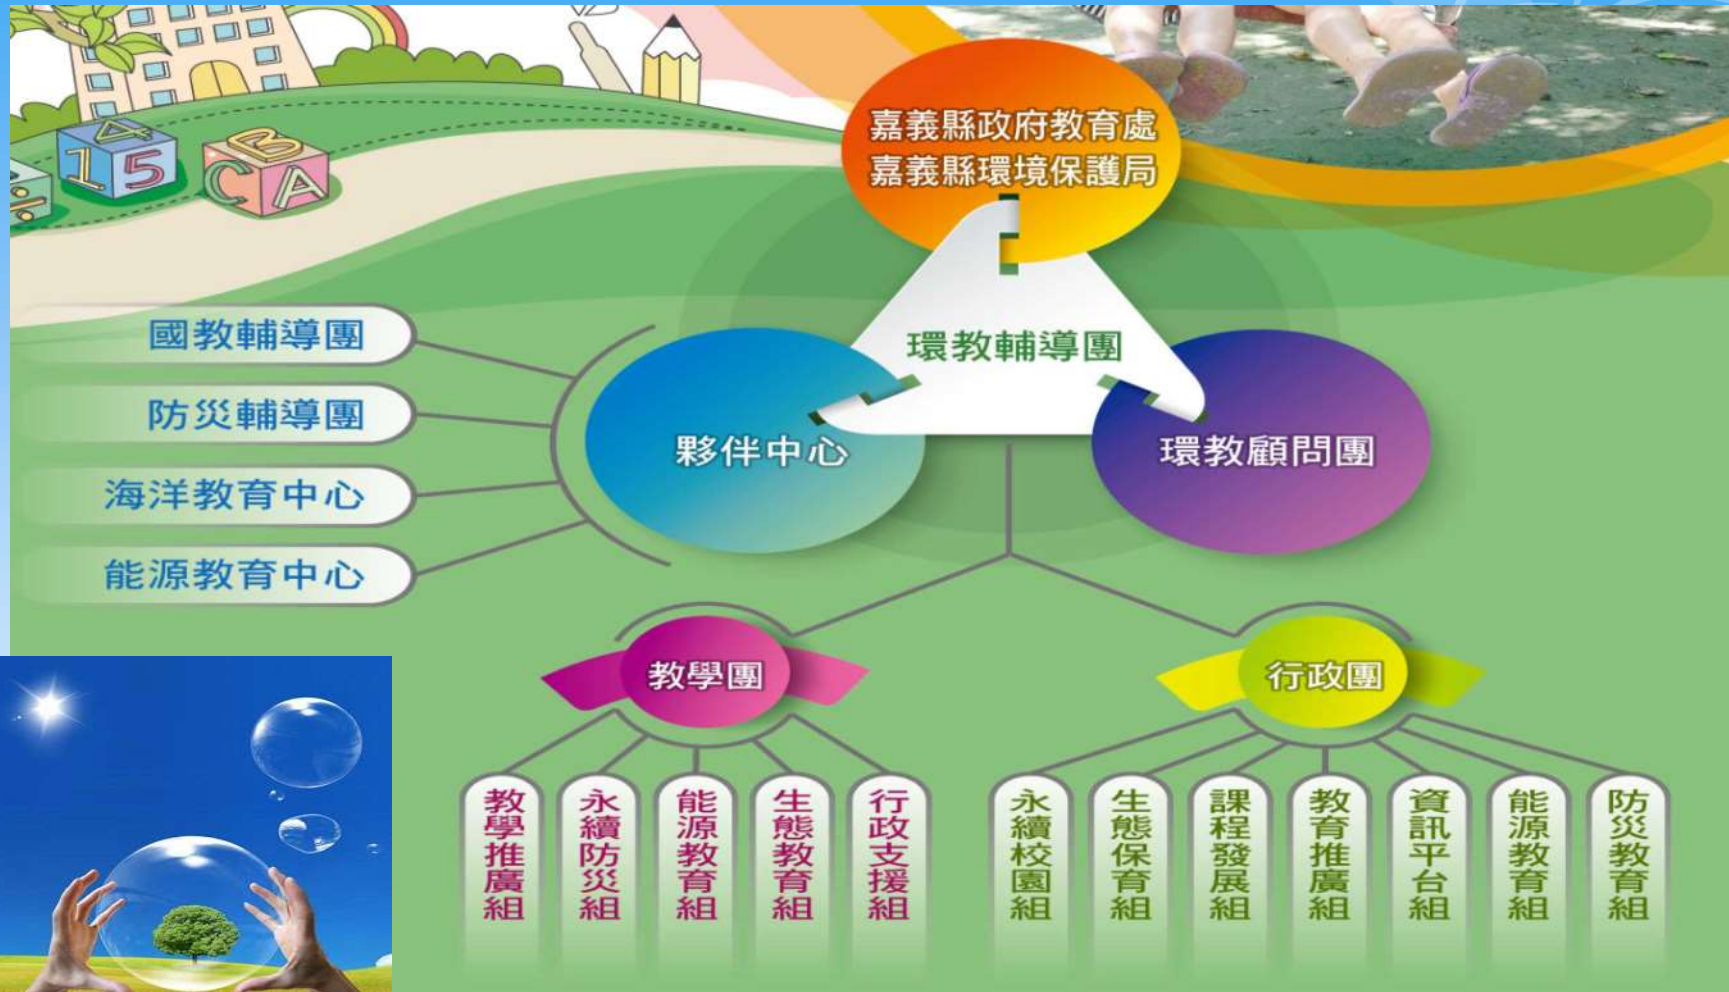 15
4
CA
B
÷
嘉義縣政府教育處
嘉義縣環境保護局
環教輔導團
夥伴中心
環教顧問團
國教輔導團
防災輔導團
海洋教育中心
能源教育中心
教學團
行政團
教學推廣組
永續防災組
能源教育組
生態教育組
行政支援組
永續校園組
生態保育組
課程發展組
教育推廣組
資訊平台組
能源教育組
防災教育組